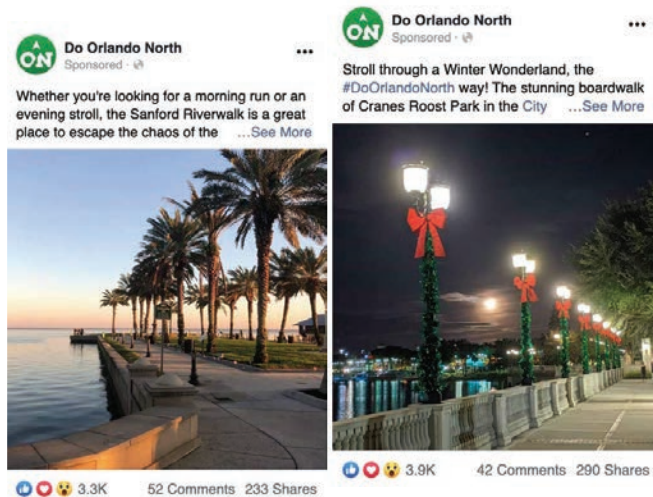 ON
Do Orlando North
Sponsored ·
Whether you're looking for a morning run or an
evening stroll, the Sanford Riverwalk is a great
place to escape the chaos of the ...See More
3.3K 52 Comments 233 Shares
ON
Do Orlando North
Sponsored ·
Stroll through a Winter Wonderland, the
#DoOrlandoNorth way! The stunning boardwalk
of Cranes Roost Park in the City ...See More
3.9K 42 Comments 290 Shares